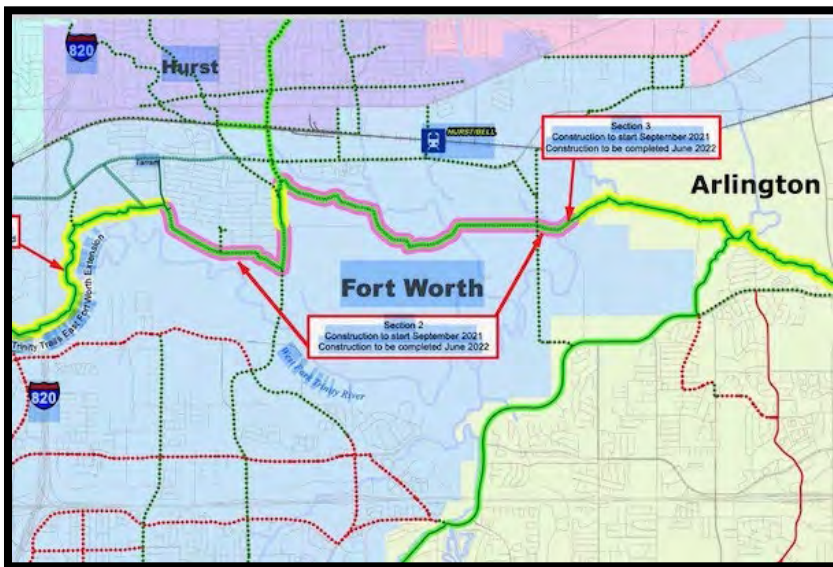 820
Hurst
HURST/BELL
Section 3
Construction to start September 2021
Construction to be completed June 2022
Arlington
Fort Worth
Trinity Trails East Fort Worth Extension
Section 2
Construction to start September 2021
Construction to be completed June 2022
West Fork Trinity River
820